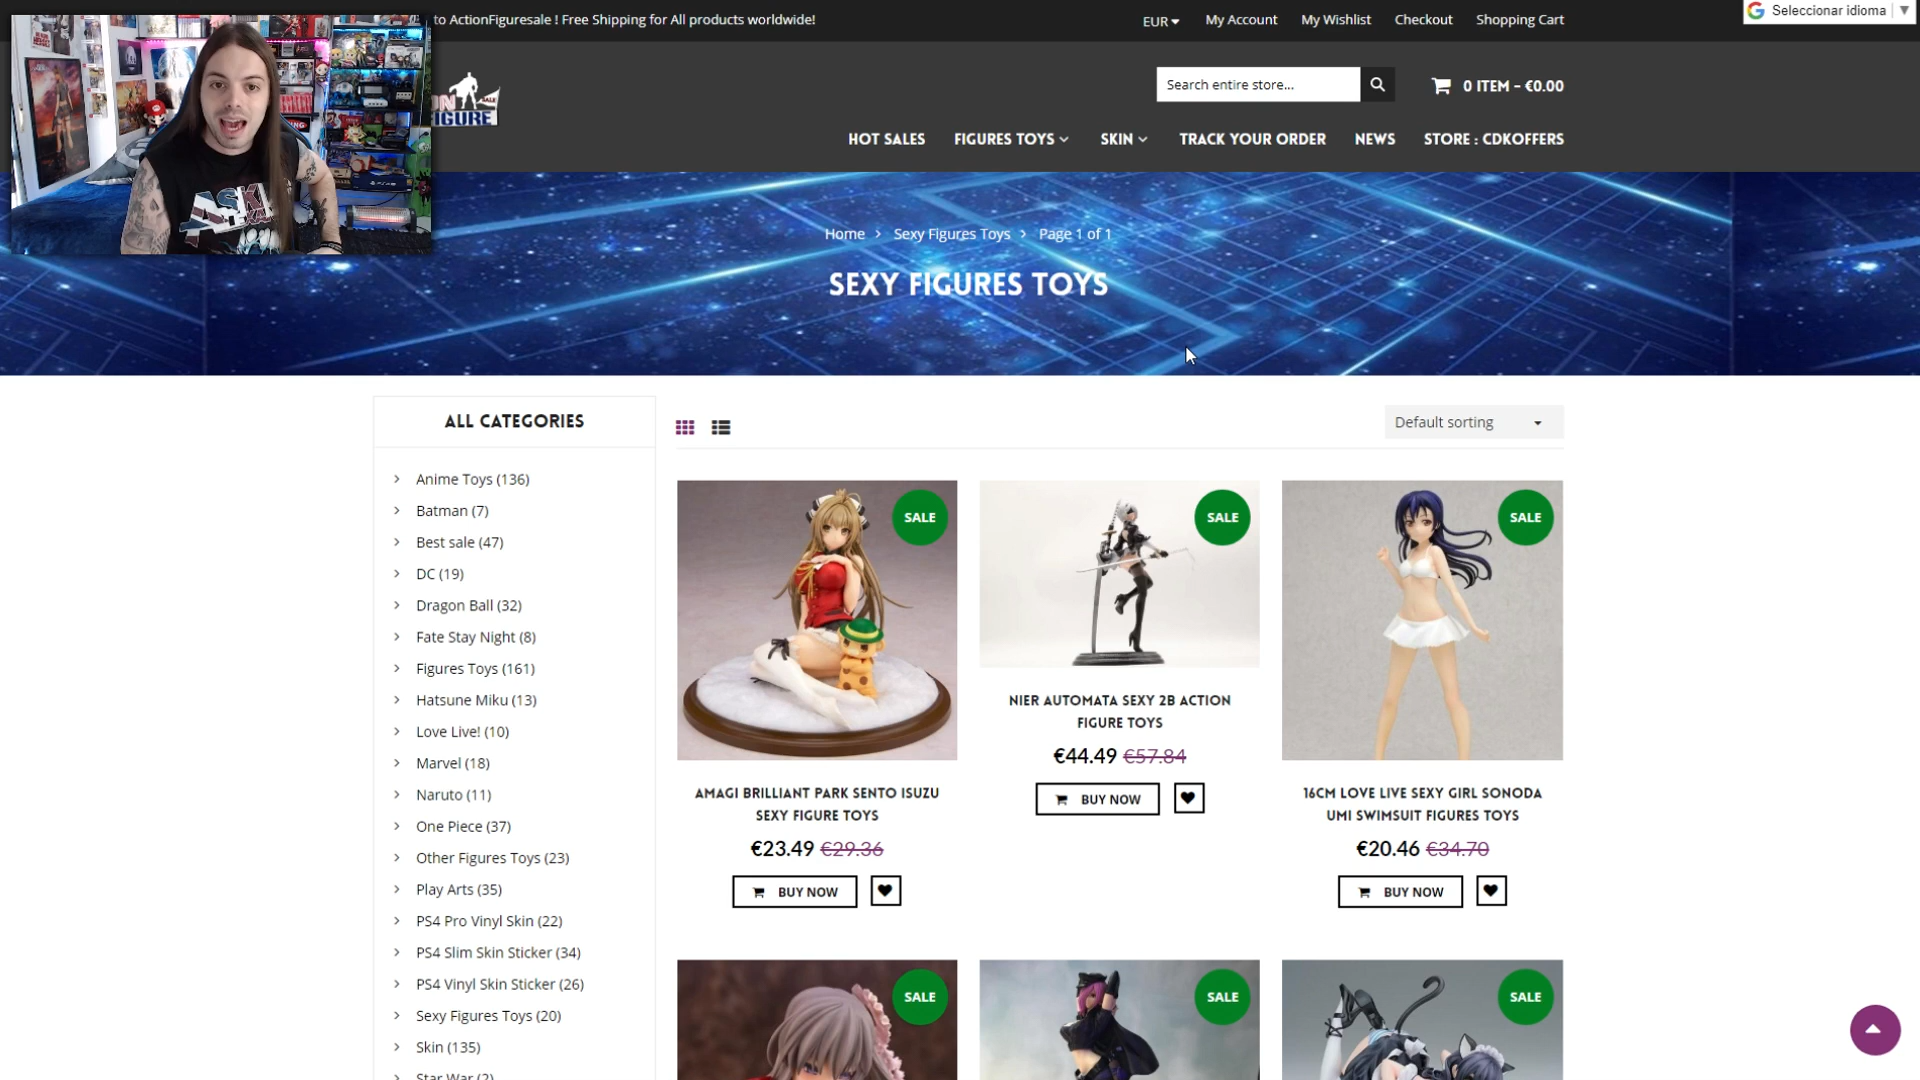 to ActionFiguresale ! Free Shipping for All products worldwide!
EUR
My Account
My Wishlist
Checkout
Shopping Cart
Seleccionar idioma
FIGURE
SALE
Search entire store...
0 ITEM - €0.00
HOT SALES
FIGURES TOYS
SKIN
TRACK YOUR ORDER
NEWS
STORE : CDKOFFERS
Home > Sexy Figures Toys > Page 1 of 1
SEXY FIGURES TOYS
ALL CATEGORIES
Anime Toys (136)
Batman (7)
Best sale (47)
DC (19)
Dragon Ball (32)
Fate Stay Night (8)
Figures Toys (161)
Hatsune Miku (13)
Love Live! (10)
Marvel (18)
Naruto (11)
One Piece (37)
Other Figures Toys (23)
Play Arts (35)
PS4 Pro Vinyl Skin (22)
PS4 Slim Skin Sticker (34)
PS4 Vinyl Skin Sticker (26)
Sexy Figures Toys (20)
Skin (135)
Star War (2)
Default sorting
SALE
AMAGI BRILLIANT PARK SENTO ISUZU
SEXY FIGURE TOYS
€23.49 €29.36
BUY NOW
SALE
NIER AUTOMATA SEXY 2B ACTION
FIGURE TOYS
€44.49 €57.84
BUY NOW
SALE
16CM LOVE LIVE SEXY GIRL SONODA
UMI SWIMSUIT FIGURES TOYS
€20.46 €34.70
BUY NOW
SALE
SALE
SALE